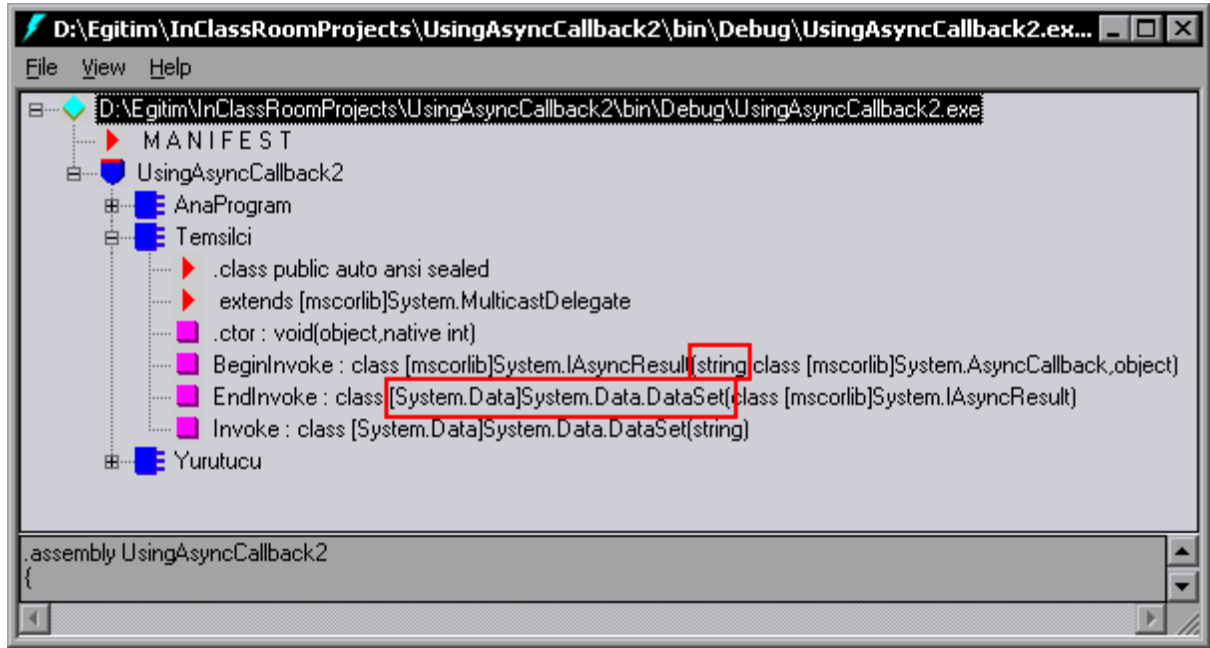 D:\Egitim\InClassRoomProjects\UsingAsyncCallback2\bin\Debug\UsingAsyncCallback2.ex...
File View Help
D:\Egitim\InClassRoomProjects\UsingAsyncCallback2\bin\Debug\UsingAsyncCallback2.exe
M A N I F E S T
UsingAsyncCallback2
AnaProgram
Temsilci
.class public auto ansi sealed
extends [mscorlib]System.MulticastDelegate
.ctor : void(object,native int)
BeginInvoke : class [mscorlib]System.IAsyncResult(string,class [mscorlib]System.AsyncCallback,object)
EndInvoke : class [System.Data]System.Data.DataSet(class [mscorlib]System.IAsyncResult)
Invoke : class [System.Data]System.Data.DataSet(string)
Yurutucu
.assembly UsingAsyncCallback2
{